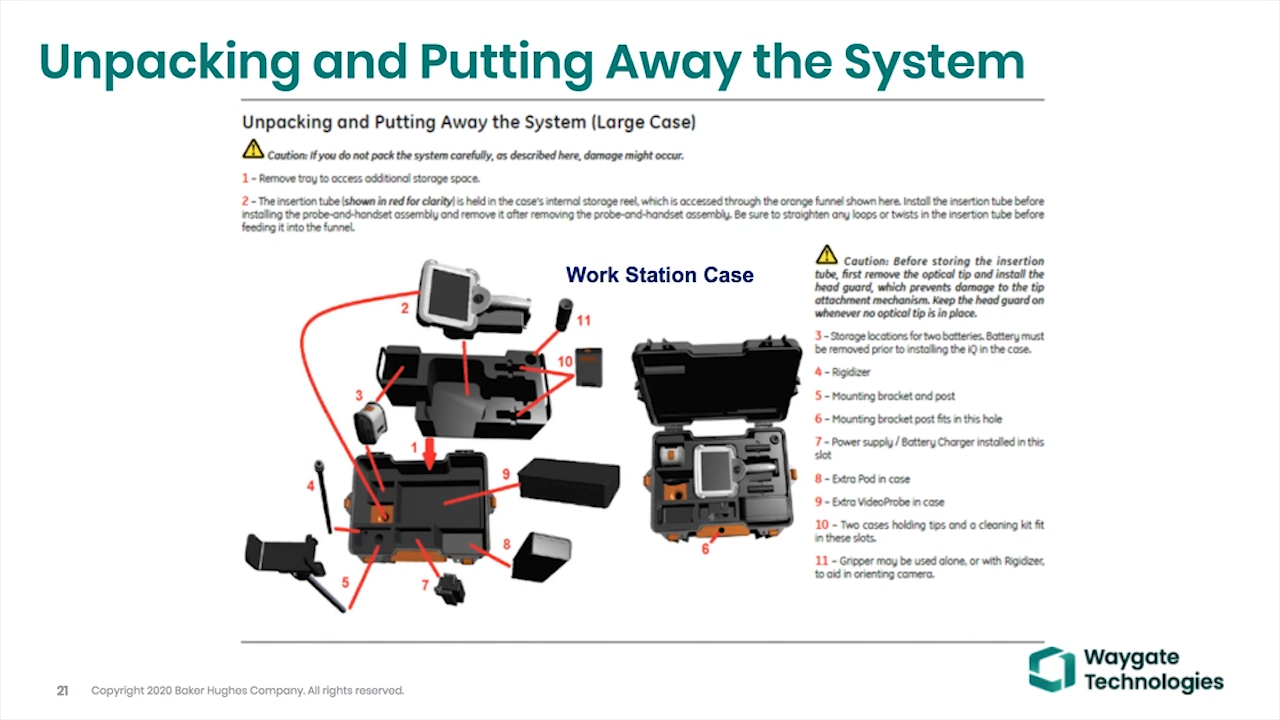 Unpacking and Putting Away the System
Unpacking and Putting Away the System (Large Case)
Caution: If you do not pack the system carefully, as described here, damage might occur.
1 – Remove tray to access additional storage space.
2 – The insertion tube (shown in red for clarity) is held in the case's internal storage reel, which is accessed through the orange funnel shown here. Install the insertion tube before
installing the probe-and-handset assembly and remove it after removing the probe-and-handset assembly. Be sure to straighten any loops or twists in the insertion tube before
feeding it into the funnel.
Work Station Case
2
11
10
3
1
9
4
8
5
7
6
Caution: Before storing the insertion
tube, first remove the optical tip and install the
head guard, which prevents damage to the tip
attachment mechanism. Keep the head guard on
whenever no optical tip is in place.
3 – Storage locations for two batteries. Battery must
be removed prior to installing the iQ in the case.
4 – Rigidizer
5 – Mounting bracket and post
6 – Mounting bracket post fits in this hole
7 – Power supply / Battery Charger installed in this
slot
8 – Extra Pod in case
9 – Extra VideoProbe in case
10 – Two cases holding tips and a cleaning kit fit
in these slots.
11 – Gripper may be used alone, or with Rigidizer,
to aid in orienting camera.
21
Copyright 2020 Baker Hughes Company. All rights reserved.
Waygate
Technologies